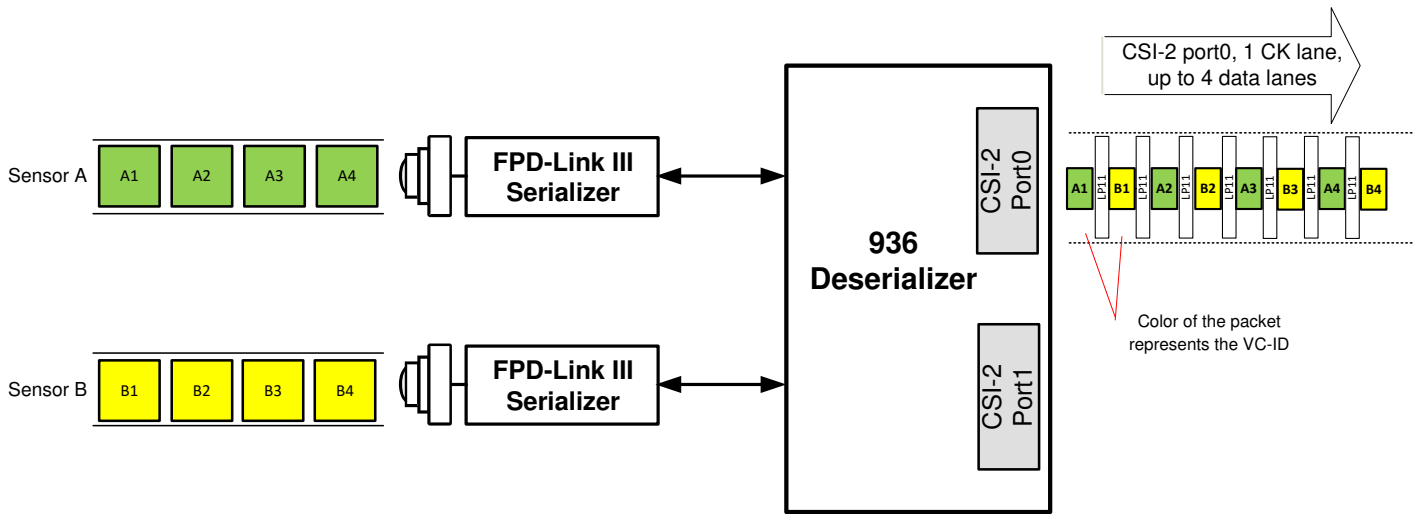 CSI-2 port0, 1 CK lane,
up to 4 data lanes
Sensor A
A1 A2 A3 A4
FPD-Link III
Serializer
CSI-2
Port0
A1 LP11 B1 LP11 A2 LP11 B2 LP11 A3 LP11 B3 LP11 A4 LP11 B4
936
Deserializer
Color of the packet
represents the VC-ID
Sensor B
B1 B2 B3 B4
FPD-Link III
Serializer
CSI-2
Port1